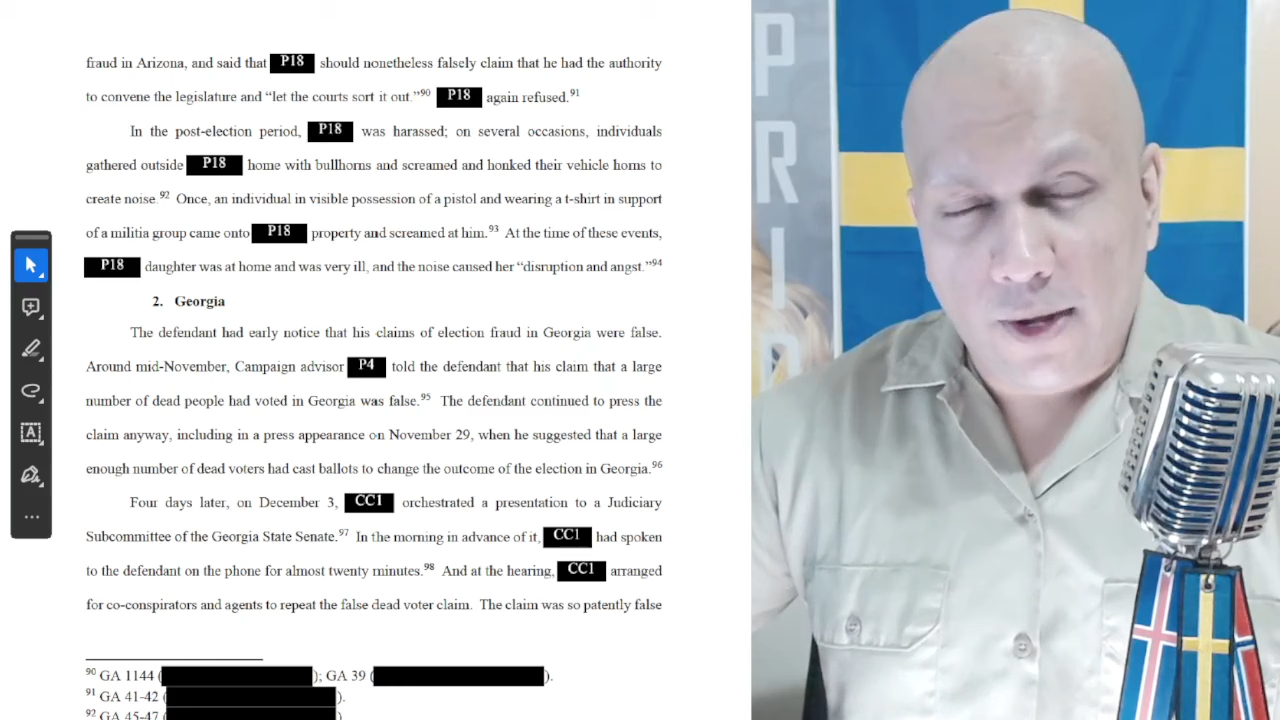 fraud in Arizona, and said that P18 should nonetheless falsely claim that he had the authority
to convene the legislature and “let the courts sort it out.”90 P18 again refused.91
In the post-election period, P18 was harassed; on several occasions, individuals
gathered outside P18 home with bullhorns and screamed and honked their vehicle horns to
create noise.92 Once, an individual in visible possession of a pistol and wearing a t-shirt in support
of a militia group came onto P18 property and screamed at him.93 At the time of these events,
P18 daughter was at home and was very ill, and the noise caused her “disruption and angst.”94
2. Georgia
The defendant had early notice that his claims of election fraud in Georgia were false.
Around mid-November, Campaign advisor P4 told the defendant that his claim that a large
number of dead people had voted in Georgia was false.95 The defendant continued to press the
claim anyway, including in a press appearance on November 29, when he suggested that a large
enough number of dead voters had cast ballots to change the outcome of the election in Georgia.96
Four days later, on December 3, CC1 orchestrated a presentation to a Judiciary
Subcommittee of the Georgia State Senate.97 In the morning in advance of it, CC1 had spoken
to the defendant on the phone for almost twenty minutes.98 And at the hearing, CC1 arranged
for co-conspirators and agents to repeat the false dead voter claim. The claim was so patently false
90 GA 1144 ( ); GA 39 ( ).
91 GA 41-42 ( ).
92 GA 45-47 ( )
P
R
I